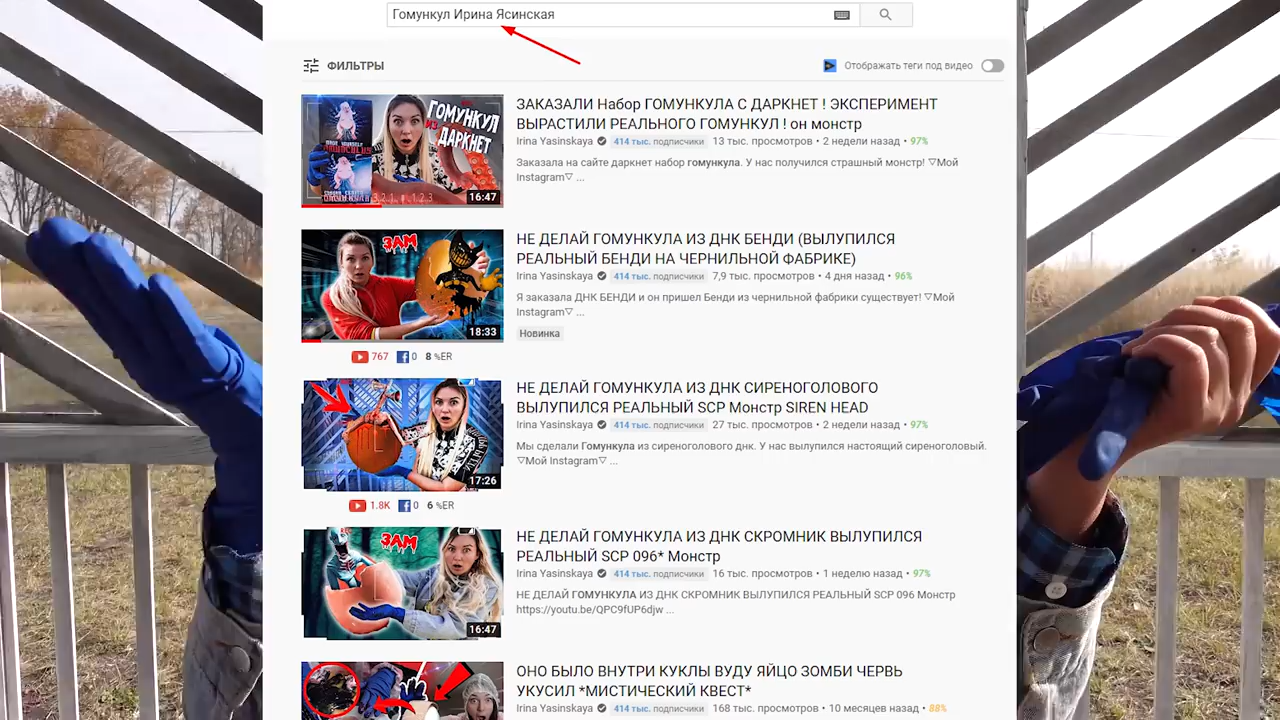 Гомункул Ирина Ясинская
ФИЛЬТРЫ
Отображать теги под видео
ГОМУНКУЛ
ИЗ
ДАРКНЕТ
16:47
ЗАКАЗАЛИ Набор ГОМУНКУЛА С ДАРКНЕТ ! ЭКСПЕРИМЕНТ
ВЫРАСТИЛИ РЕАЛЬНОГО ГОМУНКУЛ ! он монстр
Irina Yasinskaya 414 тыс. подписчики 13 тыс. просмотров • 2 недели назад • 97%
Заказала на сайте даркнет набор гомункула. У нас получился страшный монстр! ▽Мой
Instagram▽ ...
3АМ
18:33
НЕ ДЕЛАЙ ГОМУНКУЛА ИЗ ДНК БЕНДИ (ВЫЛУПИЛСЯ
РЕАЛЬНЫЙ БЕНДИ НА ЧЕРНИЛЬНОЙ ФАБРИКЕ)
Irina Yasinskaya 414 тыс. подписчики 7,9 тыс. просмотров • 4 дня назад • 96%
Я заказала ДНК БЕНДИ и он пришел Бенди из чернильной фабрики существует! ▽Мой
Instagram▽ ...
Новинка
767 0 8 %ER
17:26
НЕ ДЕЛАЙ ГОМУНКУЛА ИЗ ДНК СИРЕНОГОЛОВОГО
ВЫЛУПИЛСЯ РЕАЛЬНЫЙ SCP Монстр SIREN HEAD
Irina Yasinskaya 414 тыс. подписчики 27 тыс. просмотров • 2 недели назад • 97%
Мы сделали Гомункула из сиреноголового днк. У нас вылупился настоящий сиреноголовый.
▽Мой Instagram▽ ...
1.8K 0 6 %ER
3АМ
16:47
НЕ ДЕЛАЙ ГОМУНКУЛА ИЗ ДНК СКРОМНИК ВЫЛУПИЛСЯ
РЕАЛЬНЫЙ SCP 096* Монстр
Irina Yasinskaya 414 тыс. подписчики 16 тыс. просмотров • 1 неделю назад • 97%
НЕ ДЕЛАЙ ГОМУНКУЛА ИЗ ДНК СКРОМНИК ВЫЛУПИЛСЯ РЕАЛЬНЫЙ SCP 096 Монстр
https://youtu.be/QPC9fUP6djw ...
ОНО БЫЛО ВНУТРИ КУКЛЫ ВУДУ ЯЙЦО ЗОМБИ ЧЕРВЬ
УКУСИЛ *МИСТИЧЕСКИЙ КВЕСТ*
Irina Yasinskaya 414 тыс. подписчики 168 тыс. просмотров • 10 месяцев назад • 88%